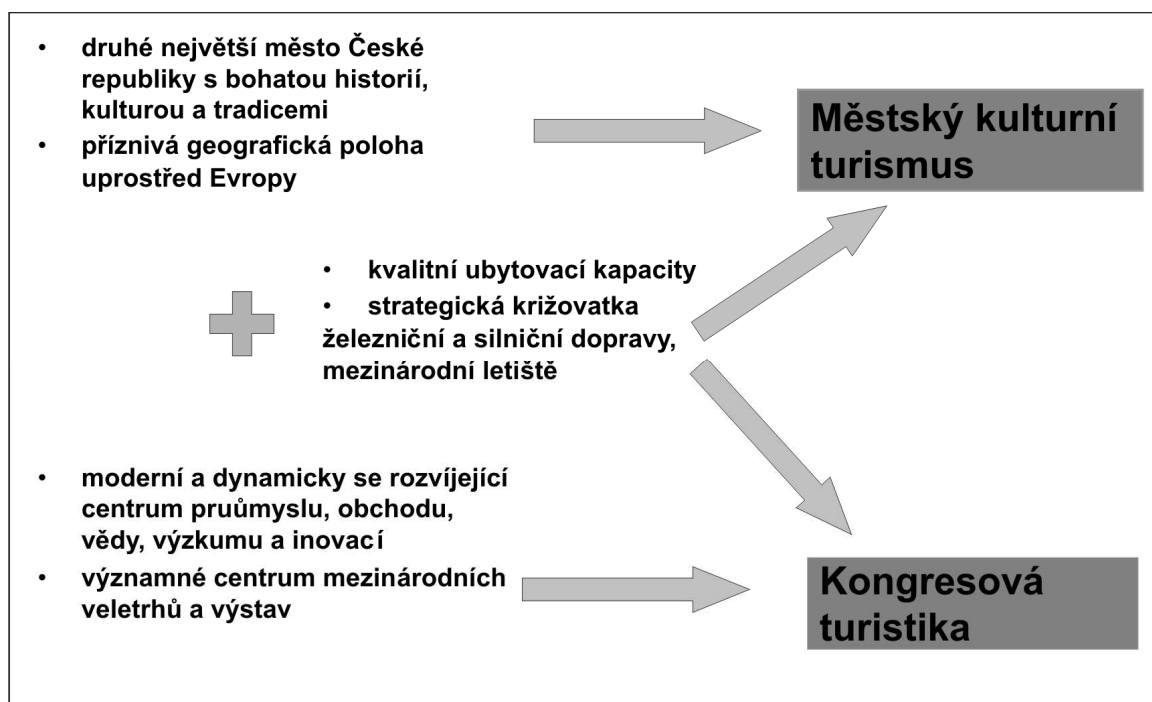 • druhé největší město České
republiky s bohatou historií,
kulturou a tradicemi
• příznivá geografická poloha
uprostřed Evropy
Městský kulturní
turismus
• kvalitní ubytovací kapacity
• strategická križovatka
železniční a silniční dopravy,
mezinárodní letiště
• moderní a dynamicky se rozvíjející
centrum pruůmyslu, obchodu,
vědy, výzkumu a inovací
• významné centrum mezinárodních
veletrhů a výstav
Kongresová
turistika